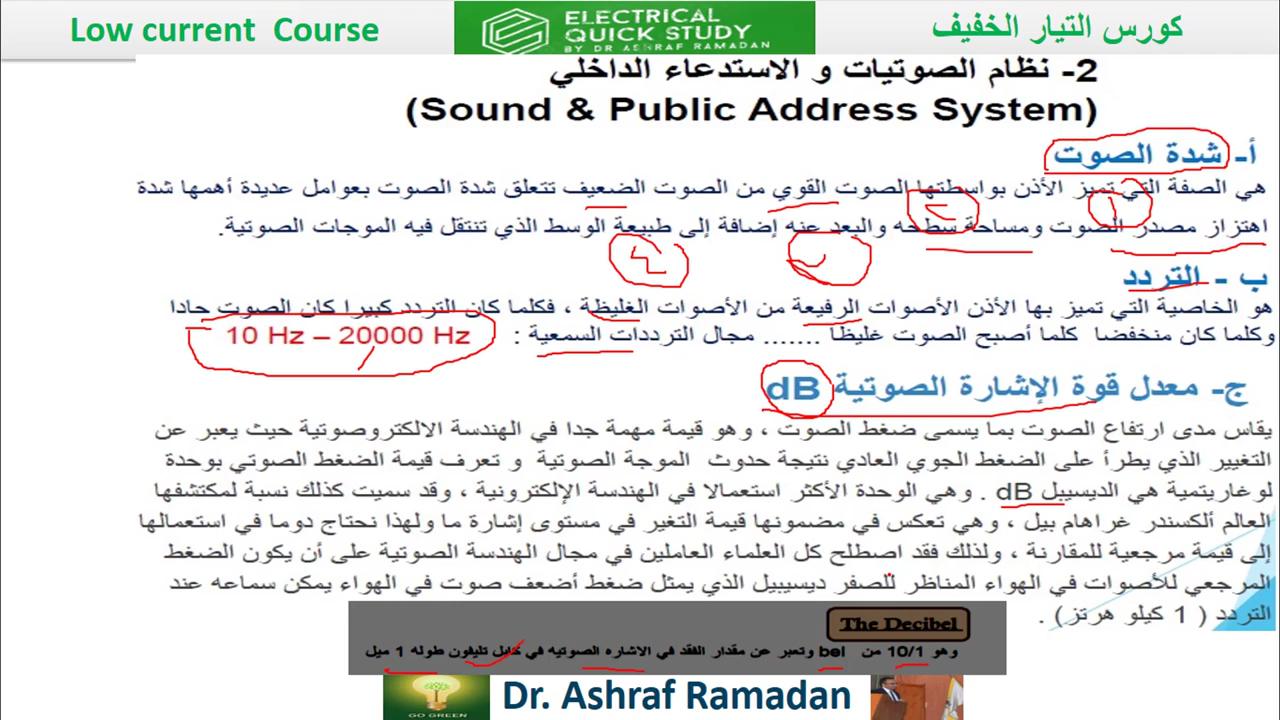 Low current Course
ELECTRICAL
QUICK STUDY
BY DR ASHRAF RAMADAN
كورس التيار الخفيف
2- نظام الصوتيات و الاستدعاء الداخلي
(Sound & Public Address System)
أ- شدة الصوت
هي الصفة التي تميز الأذن بواسطتها الصوت القوي من الصوت الضعيف تتعلق شدة الصوت بعوامل عديدة أهمها شدة
اهتزاز مصدر الصوت ومساحة سطحه والبعد عنه إضافة إلى طبيعة الوسط الذي تنتقل فيه الموجات الصوتية.
ب - التردد
هو الخاصية التي تميز بها الأذن الأصوات الرفيعة من الأصوات الغليظة ، فكلما كان التردد كبيرا كان الصوت حادا
وكلما كان منخفضا كلما أصبح الصوت غليظا ....... مجال الترددات السمعية : 10 Hz – 20000 Hz
ج- معدل قوة الإشارة الصوتية dB
يقاس مدى ارتفاع الصوت بما يسمى ضغط الصوت ، وهو قيمة مهمة جدا في الهندسة الالكتروصوتية حيث يعبر عن
التغيير الذي يطرأ على الضغط الجوي العادي نتيجة حدوث الموجة الصوتية و تعرف قيمة الضغط الصوتي بوحدة
لوغاريتمية هي الديسيبل dB . وهي الوحدة الأكثر استعمالا في الهندسة الإلكترونية ، وقد سميت كذلك نسبة لمكتشفها
العالم ألكسندر غراهام بيل ، وهي تعكس في مضمونها قيمة التغير في مستوى إشارة ما ولهذا نحتاج دوما في استعمالها
إلى قيمة مرجعية للمقارنة ، ولذلك فقد اصطلح كل العلماء العاملين في مجال الهندسة الصوتية على أن يكون الضغط
المرجعي للأصوات في الهواء المناظر للصفر ديسيبيل الذي يمثل ضغط أضعف صوت في الهواء يمكن سماعه عند
التردد ( 1 كيلو هرتز) .
The Decibel
وهو 10/1 من bel وتعبر عن مقدار الفقد في الاشاره الصوتيه في كابل تليفون طوله 1 ميل
GO GREEN
Dr. Ashraf Ramadan